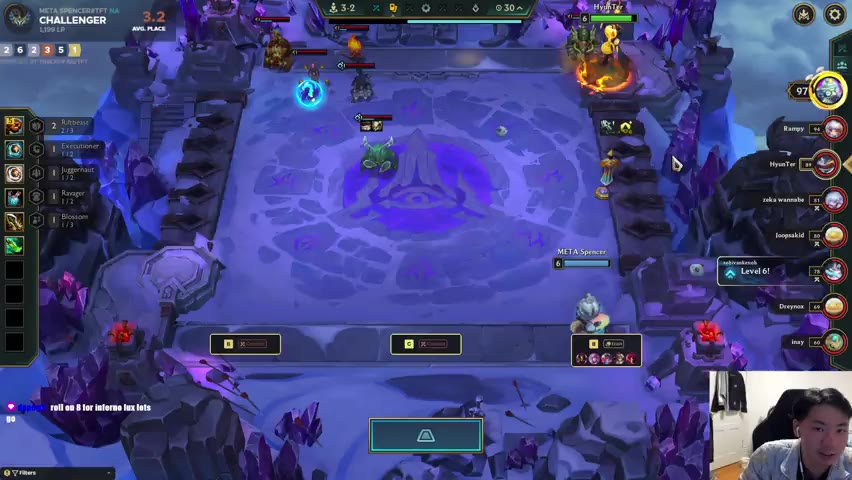 META SPENCER#TFT NA
CHALLENGER
1,199 LP
3.2
AVG. PLACE
2 6 2 3 5 1
3-2
30
HyunTer
6
97
Rampy 94
HyunTer 89
zeka wannabe 81
loopsakid 80
78
Level 6!
Dreynox 69
inay 60
2 Riftbeast
2 / 3
1 Executioner
1 / 2
1 Juggernaut
1 / 2
1 Ravager
1 / 2
1 Blossom
1 / 3
META Spencer
6
roll on 8 for inferno lux lets
go
Filters